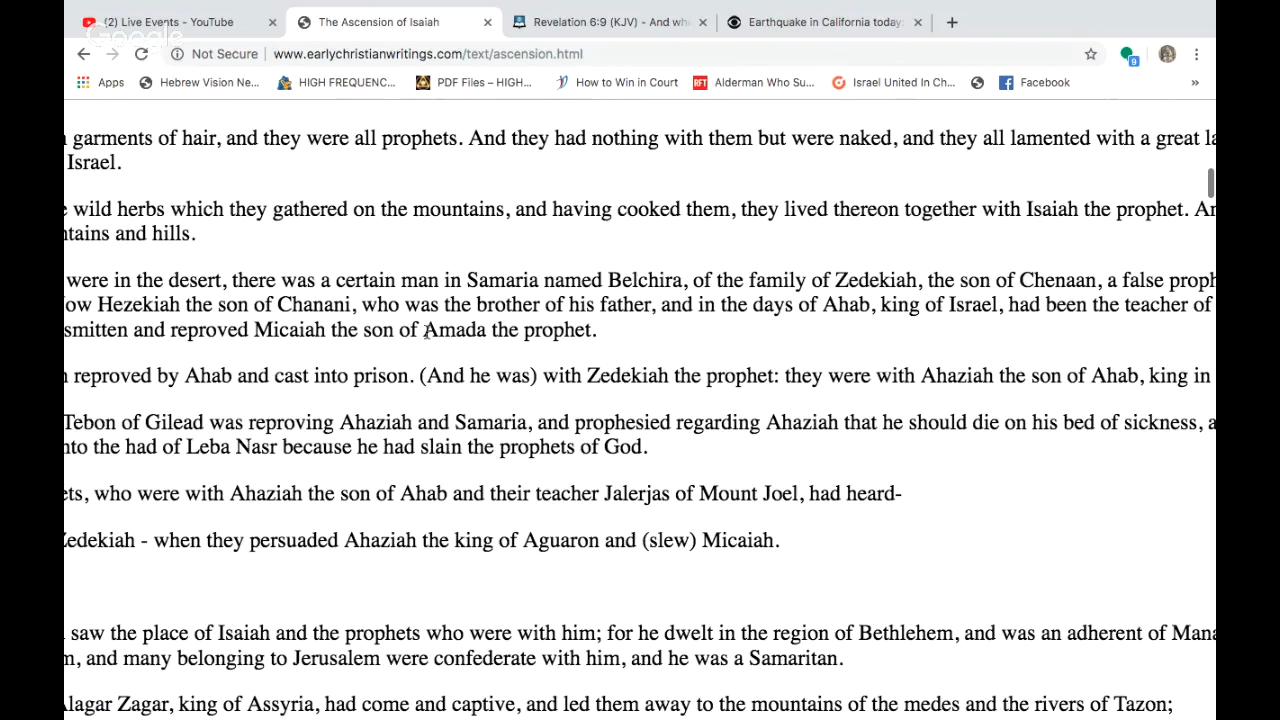 (2) Live Events - YouTube
The Ascension of Isaiah
Revelation 6:9 (KJV) - And wh
Earthquake in California today:
Google
Not Secure
www.earlychristianwritings.com/text/ascension.html
9
Apps
Hebrew Vision Ne...
HIGH FREQUENC...
PDF Files – HIGH...
How to Win in Court
RFT
Alderman Who Su...
Israel United In Ch...
Facebook
»
garments of hair, and they were all prophets. And they had nothing with them but were naked, and they all lamented with a great
Israel.
wild herbs which they gathered on the mountains, and having cooked them, they lived thereon together with Isaiah the prophet.
ntains and hills.
were in the desert, there was a certain man in Samaria named Belchira, of the family of Zedekiah, the son of Chenaan, a false proph
Now Hezekiah the son of Chanani, who was the brother of his father, and in the days of Ahab, king of Israel, had been the teacher of
smitten and reproved Micaiah the son of Amada the prophet.
reproved by Ahab and cast into prison. (And he was) with Zedekiah the prophet: they were with Ahaziah the son of Ahab, king in
Tebon of Gilead was reproving Ahaziah and Samaria, and prophesied regarding Ahaziah that he should die on his bed of sickness, a
nto the had of Leba Nasr because he had slain the prophets of God.
ets, who were with Ahaziah the son of Ahab and their teacher Jalerjas of Mount Joel, had heard-
Zedekiah - when they persuaded Ahaziah the king of Aguaron and (slew) Micaiah.
saw the place of Isaiah and the prophets who were with him; for he dwelt in the region of Bethlehem, and was an adherent of Mana
m, and many belonging to Jerusalem were confederate with him, and he was a Samaritan.
Alagar Zagar, king of Assyria, had come and captive, and led them away to the mountains of the medes and the rivers of Tazon;